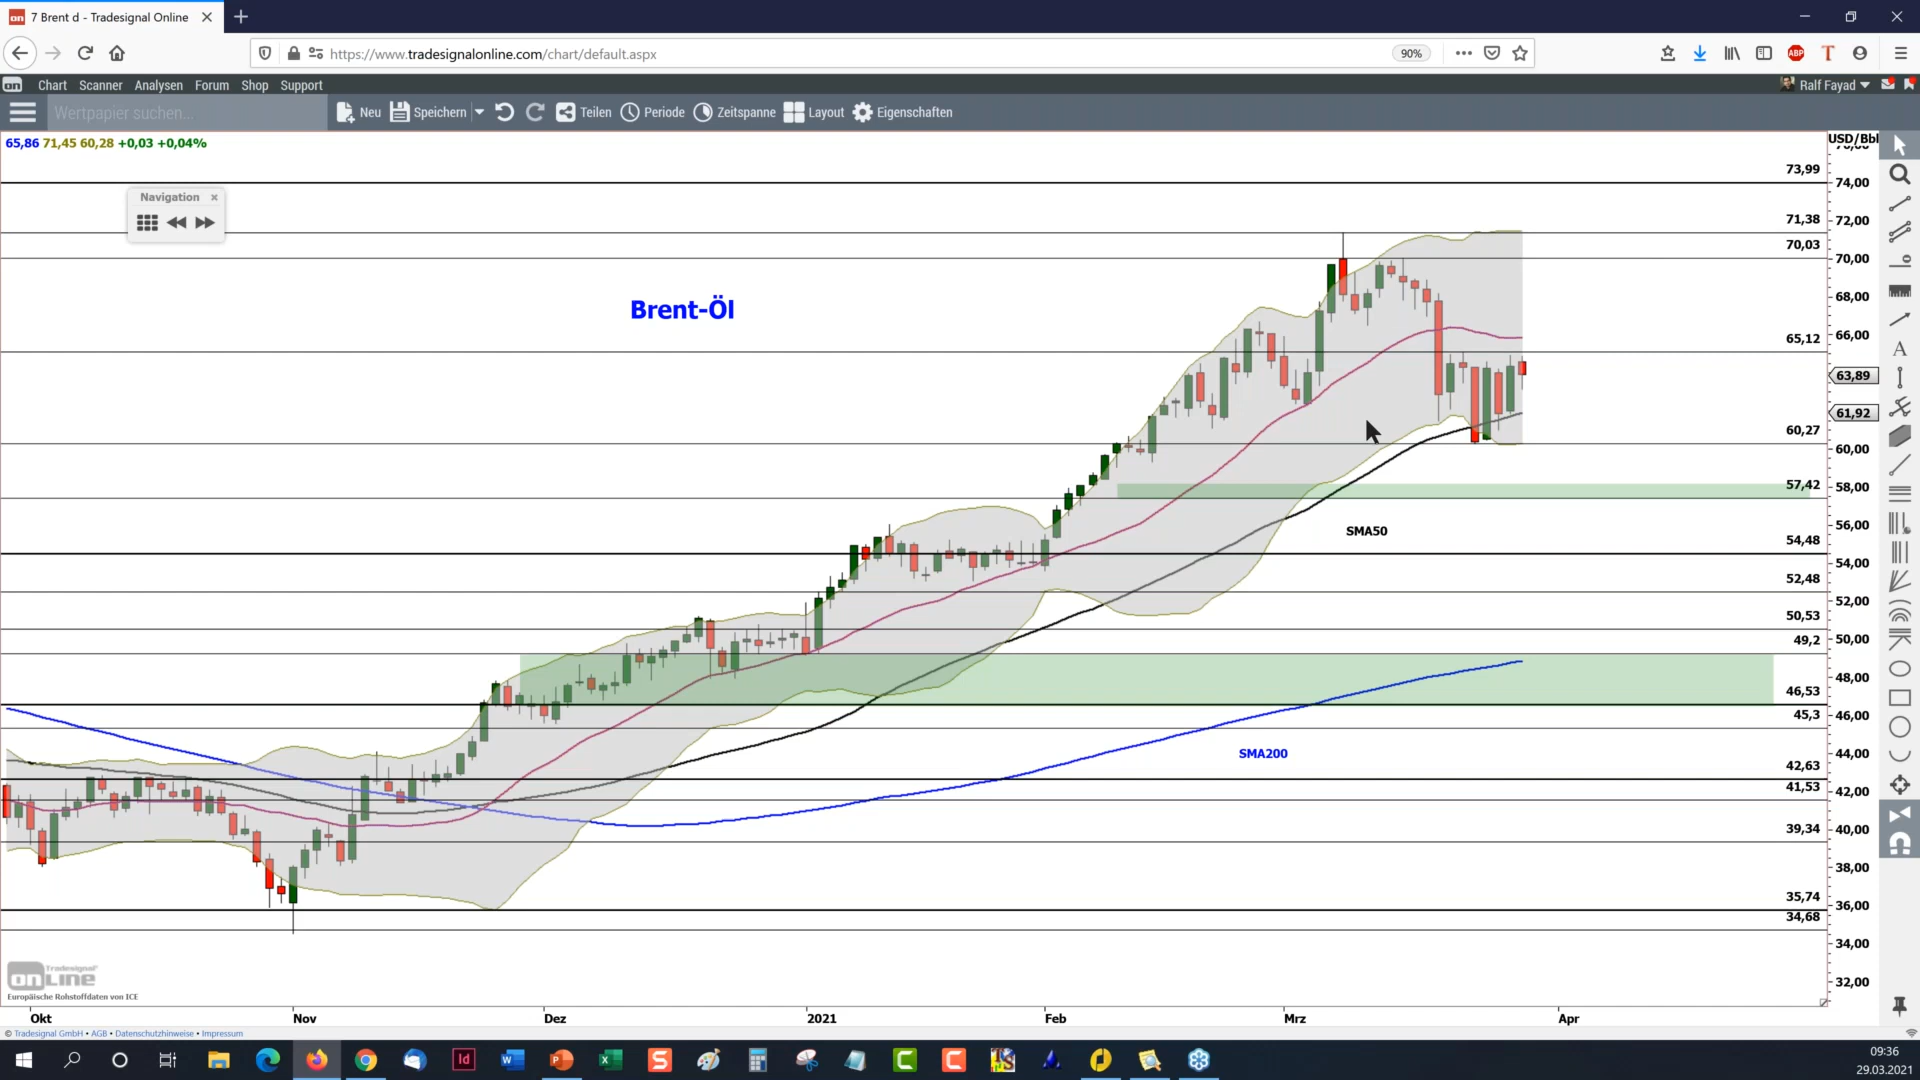 7 Brent d - Tradesignal Online
https://www.tradesignalonline.com/chart/default.aspx
90%
ABP
T
on
Chart Scanner Analysen Forum Shop Support
Ralf Fayad
Wertpapier suchen...
Neu Speichern Teilen Periode Zeitspanne Layout Eigenschaften
65,86 71,45 60,28 +0,03 +0,04%
USD/Bbl
Navigation
Brent-Öl
73,99
71,38
70,03
65,12
60,27
57,42
54,48
52,48
50,53
49,2
46,53
45,3
42,63
41,53
39,34
35,74
34,68
74,00
72,00
70,00
68,00
66,00
63,89
61,92
60,00
58,00
56,00
54,00
52,00
50,00
48,00
46,00
44,00
42,00
40,00
38,00
36,00
34,00
32,00
SMA50
SMA200
Tradesignal
onLine
Europäische Rohstoffdaten von ICE
Okt Nov Dez 2021 Feb Mrz Apr
© Tradesignal GmbH • AGB • Datenschutzhinweise • Impressum
09:36
29.03.2021